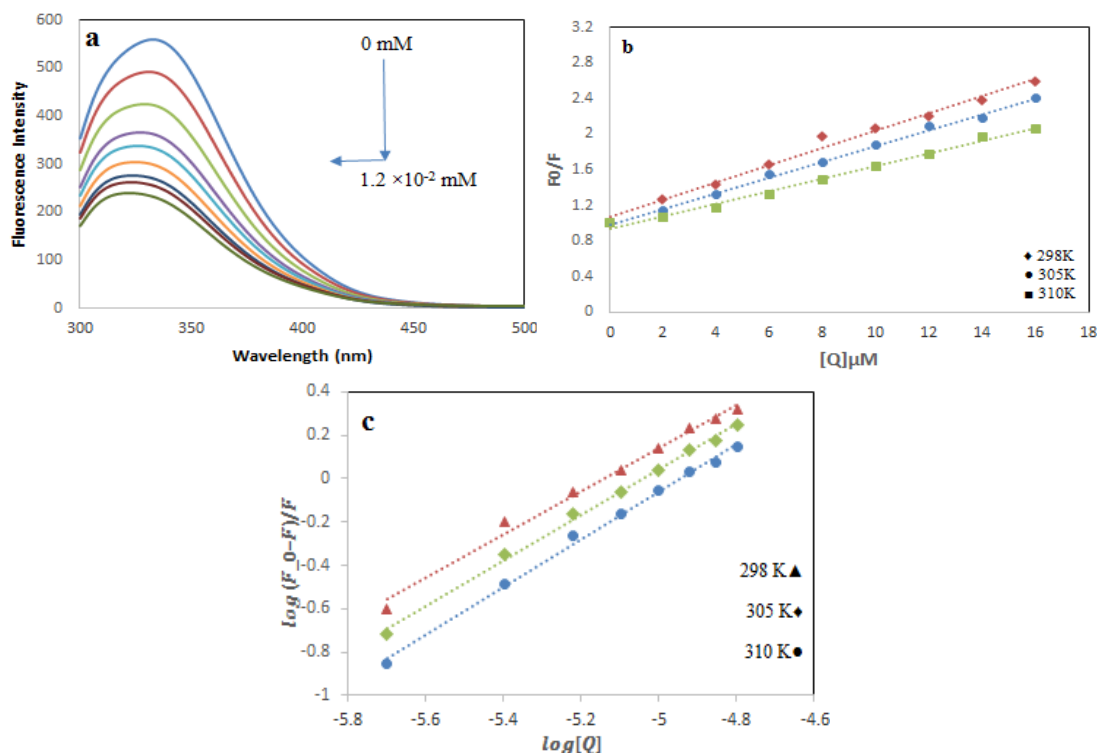 a
600
500
400
300
200
100
0
Fluorescence Intensity
300
350
400
450
500
Wavelength (nm)
0 mM
1.2 ×10⁻² mM
b
3.2
2.8
2.4
2
1.6
1.2
0.8
0.4
0
F0/F
0
2
4
6
8
10
12
14
16
18
[Q]µM
298K
305K
310K
c
0.4
0.2
0
-0.2
-0.4
-0.6
-0.8
-1
log (F_0−F)/F
-5.8
-5.6
-5.4
-5.2
-5
-4.8
-4.6
log[Q]
298 K▲
305 K♦
310 K●